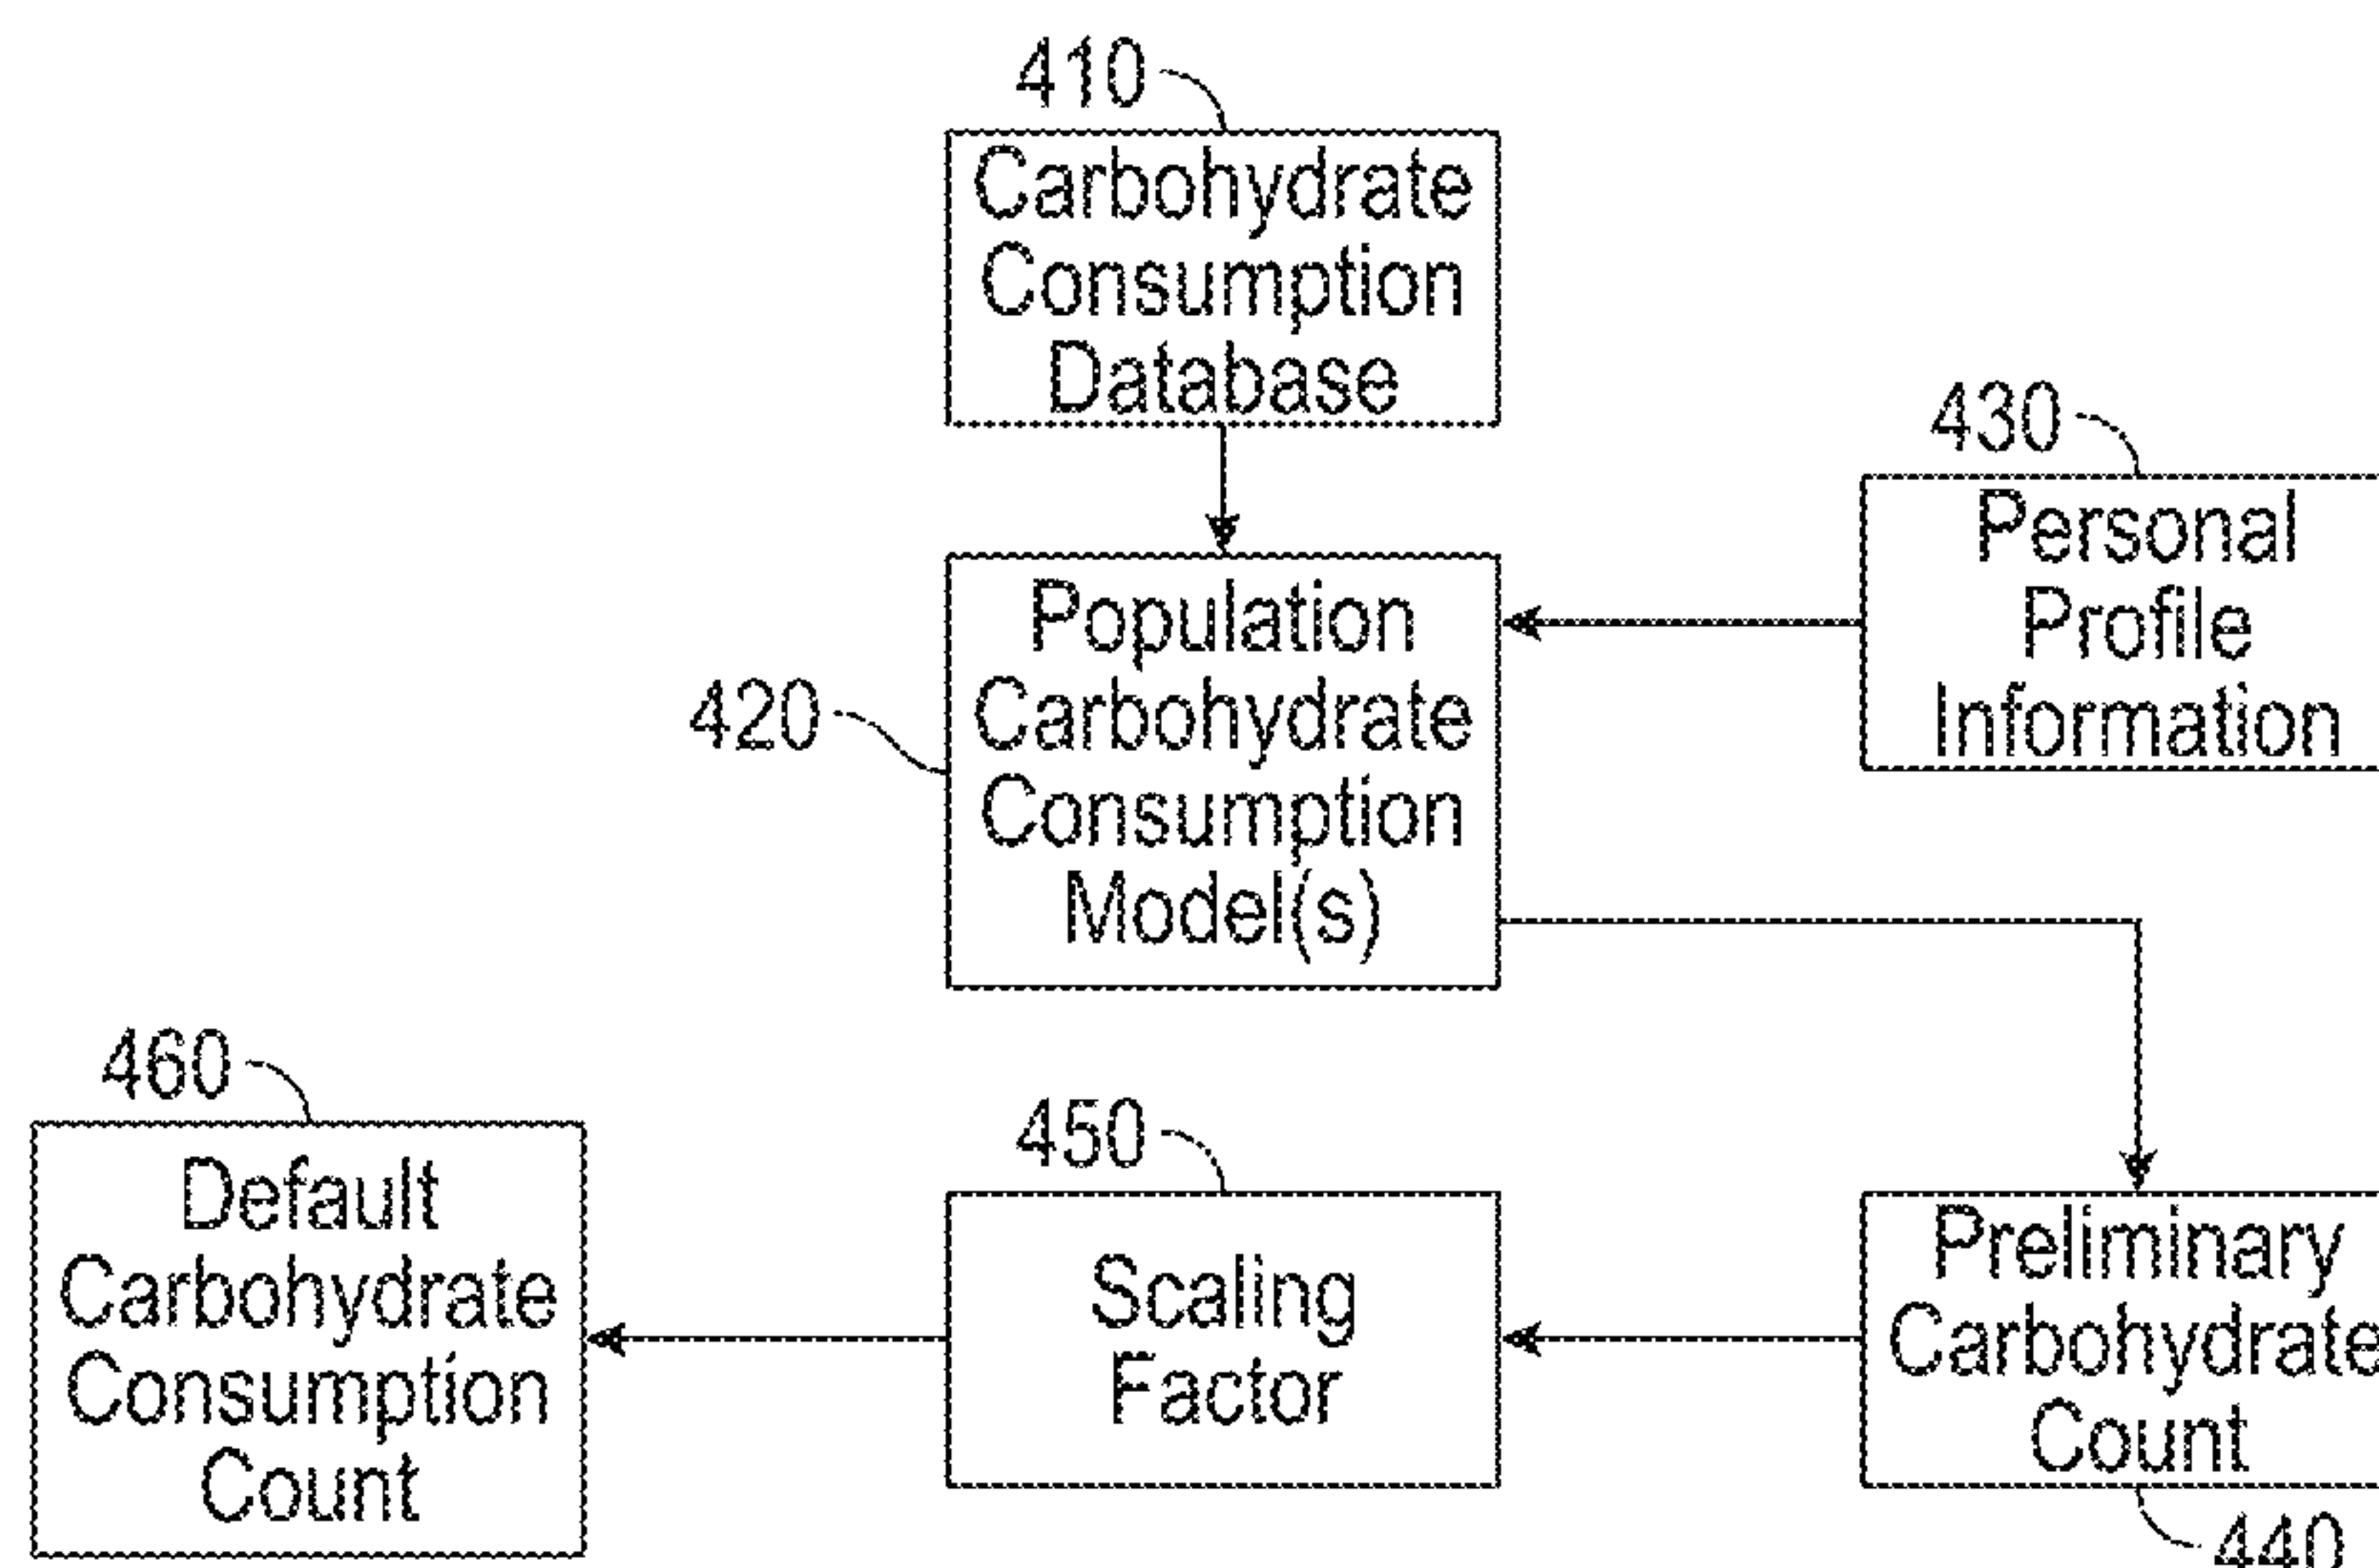 410
Carbohydrate
Consumption
Database
430
Personal
Profile
Information
420
Population
Carbohydrate
Consumption
Model(s)
460
Default
Carbohydrate
Consumption
Count
450
Scaling
Factor
Preliminary
Carbohydrate
Count
440